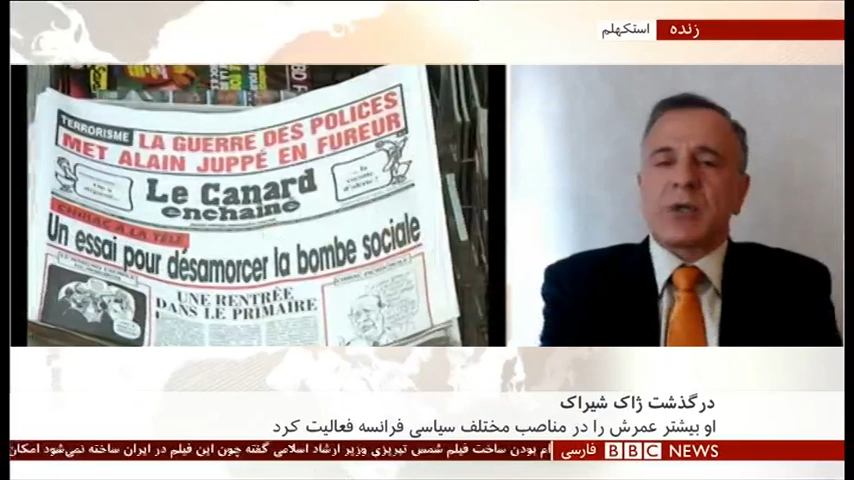 زنده استکهلم
TERRORISME LA GUERRE DES POLICES
MET ALAIN JUPPÉ EN FUREUR
Le Canard
enchaîné
CHIRAC A LA TÉLÉ
Un essai pour désamorcer la bombe sociale
UNE RENTRÉE
DANS LE PRIMAIRE
درگذشت ژاک شیراک
او بیشتر عمرش را در مناصب مختلف سیاسی فرانسه فعالیت کرد
BBC NEWS فارسی
ام بودن ساخت فیلم شمس تبریزی وزیر ارشاد اسلامی گفته چون این فیلم در ایران ساخته نمی‌شود امکان